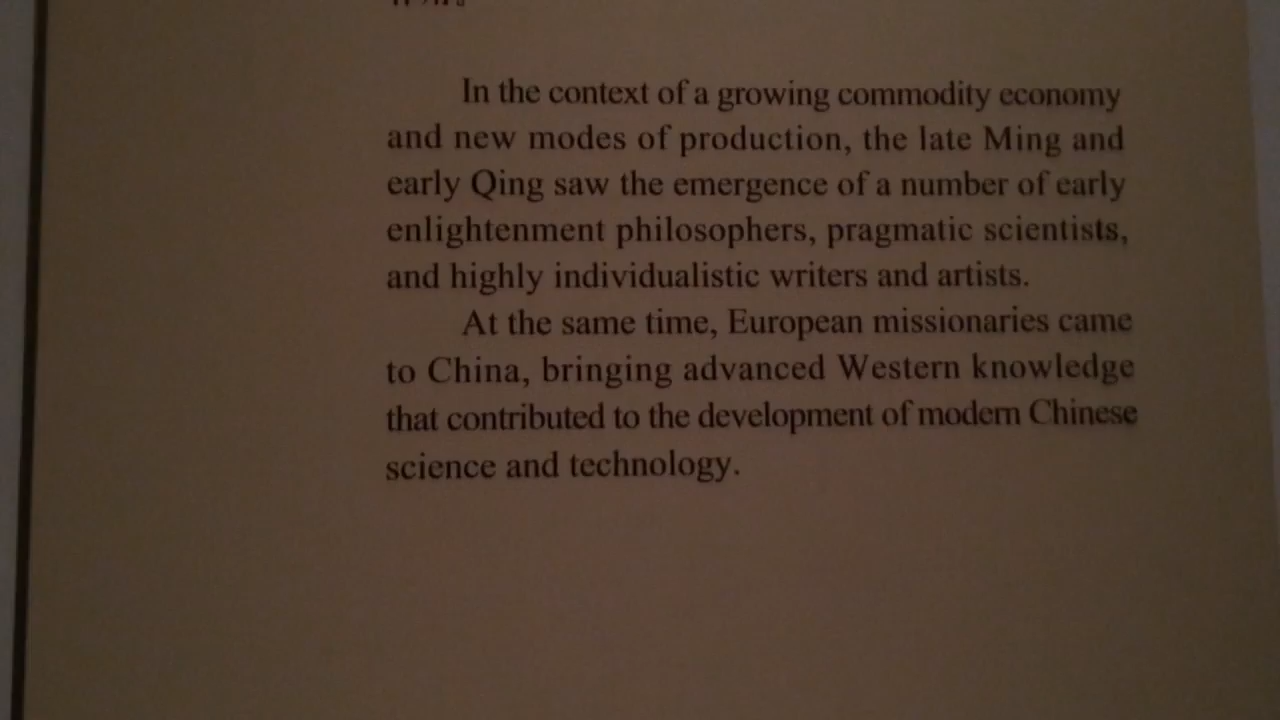 In the context of a growing commodity economy
and new modes of production, the late Ming and
early Qing saw the emergence of a number of early
enlightenment philosophers, pragmatic scientists,
and highly individualistic writers and artists.
At the same time, European missionaries came
to China, bringing advanced Western knowledge
that contributed to the development of modern Chinese
science and technology.